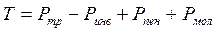 T = Pтр − Pинв + Pпен ÷ Pмол